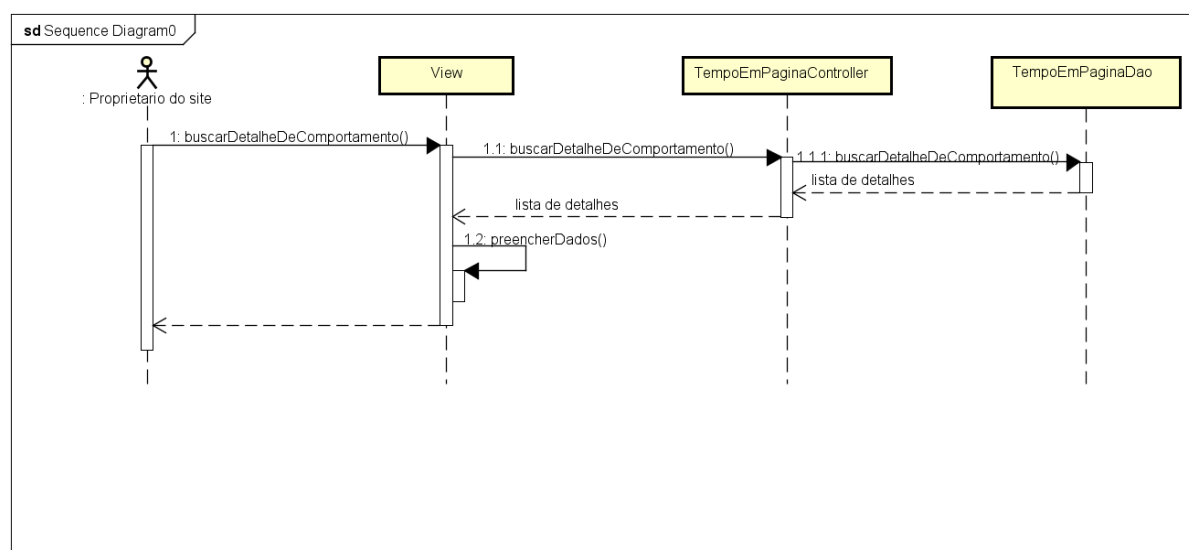 sd Sequence Diagram0
: Proprietario do site
View
TempoEmPaginaController
TempoEmPaginaDao
1: buscarDetalheDeComportamento()
1.1: buscarDetalheDeComportamento()
1.1.1: buscarDetalheDeComportamento()
lista de detalhes
lista de detalhes
1.2: preencherDados()